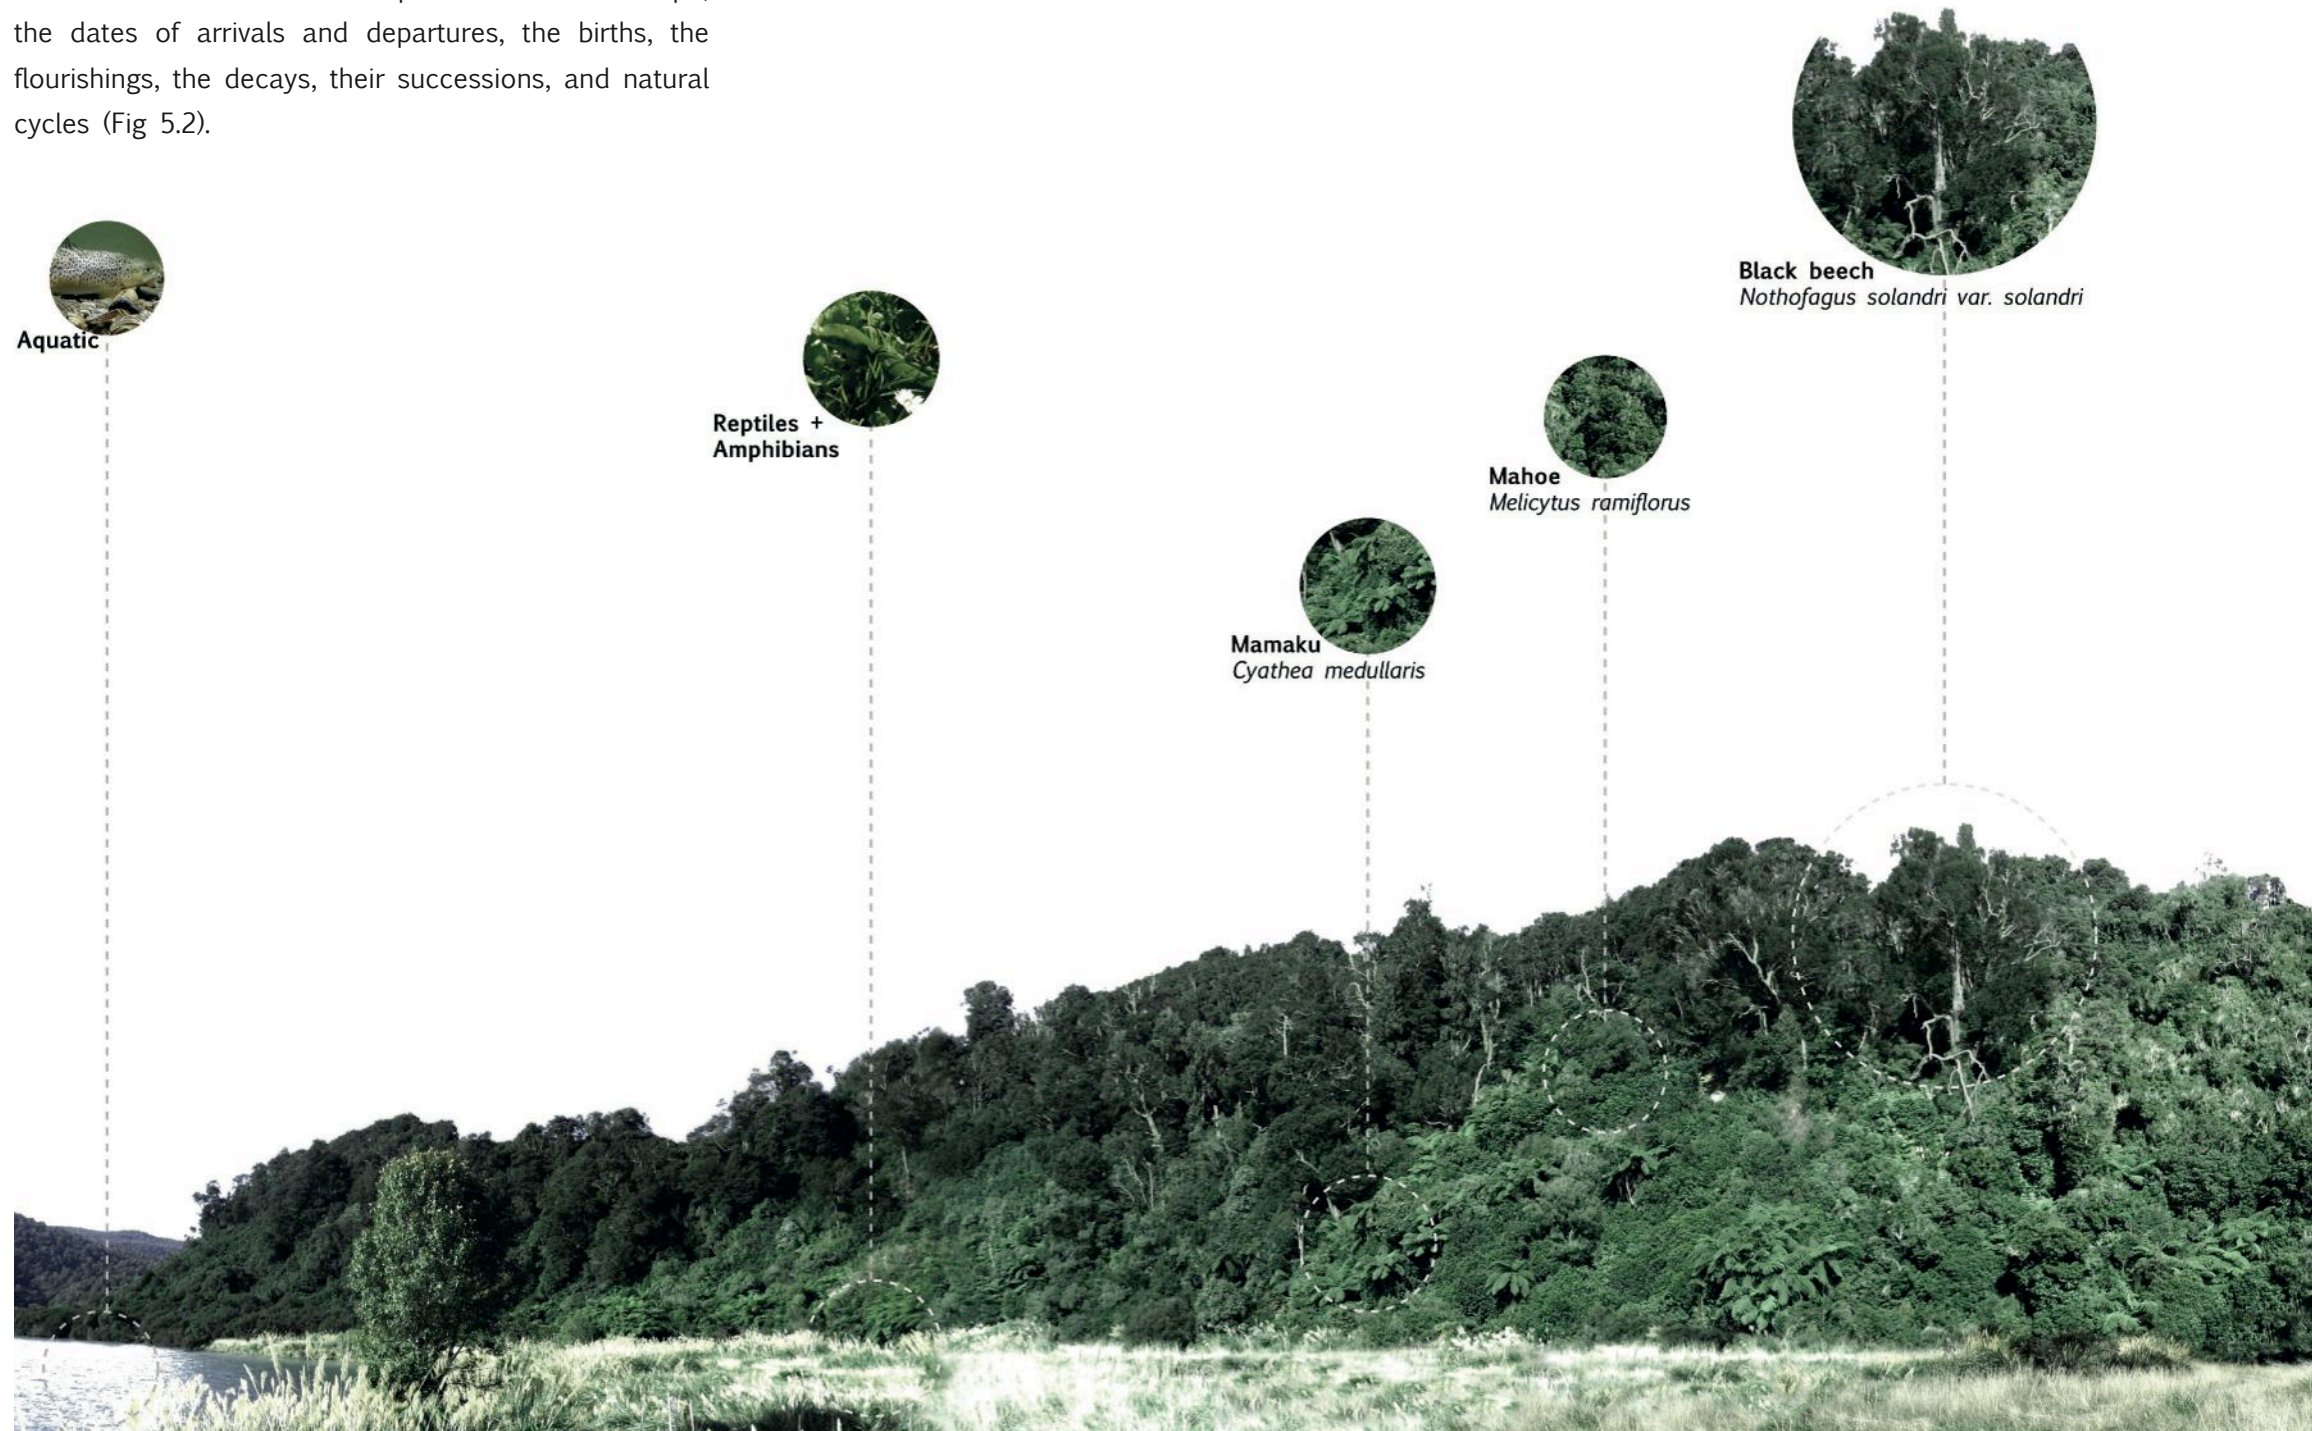 the dates of arrivals and departures, the births, the
flourishings, the decays, their successions, and natural
cycles (Fig 5.2).
Black beech
Nothofagus solandri var. solandri
Aquatic
Reptiles +
Amphibians
Mahoe
Melicytus ramiflorus
Mamaku
Cyathea medullaris